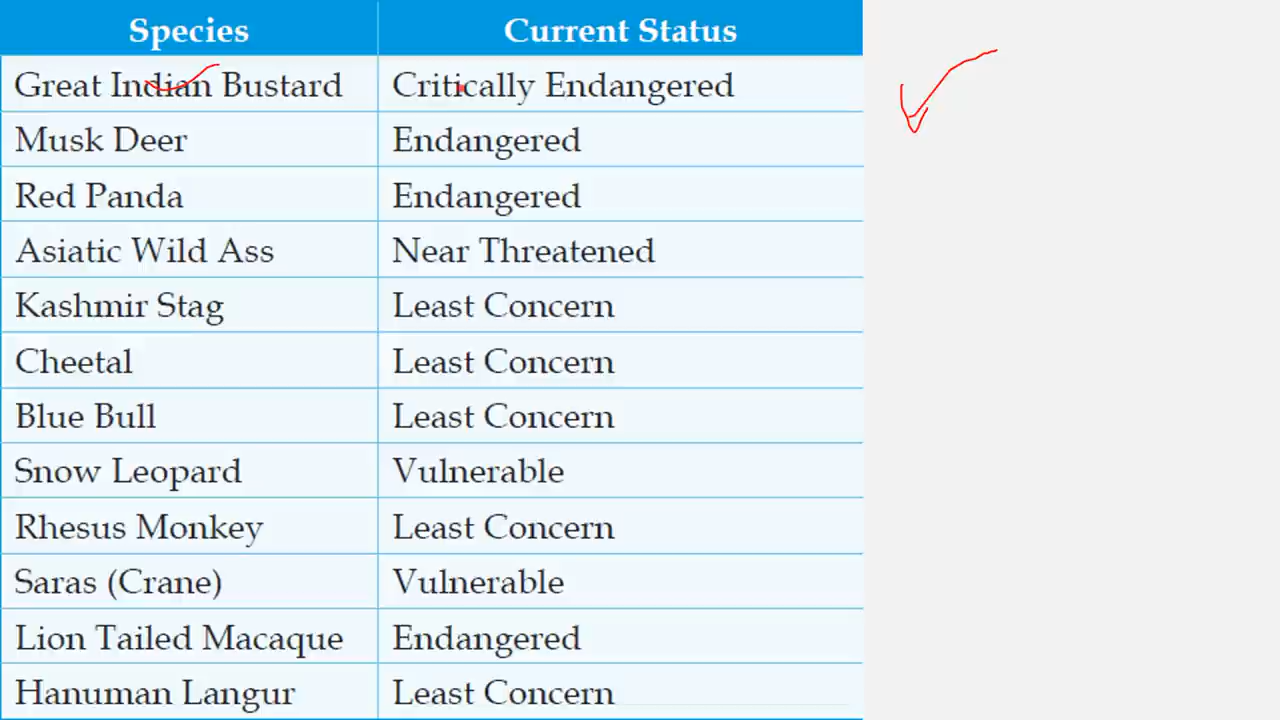 Species Current Status
Great Indian Bustard Critically Endangered
Musk Deer Endangered
Red Panda Endangered
Asiatic Wild Ass Near Threatened
Kashmir Stag Least Concern
Cheetal Least Concern
Blue Bull Least Concern
Snow Leopard Vulnerable
Rhesus Monkey Least Concern
Saras (Crane) Vulnerable
Lion Tailed Macaque Endangered
Hanuman Langur Least Concern